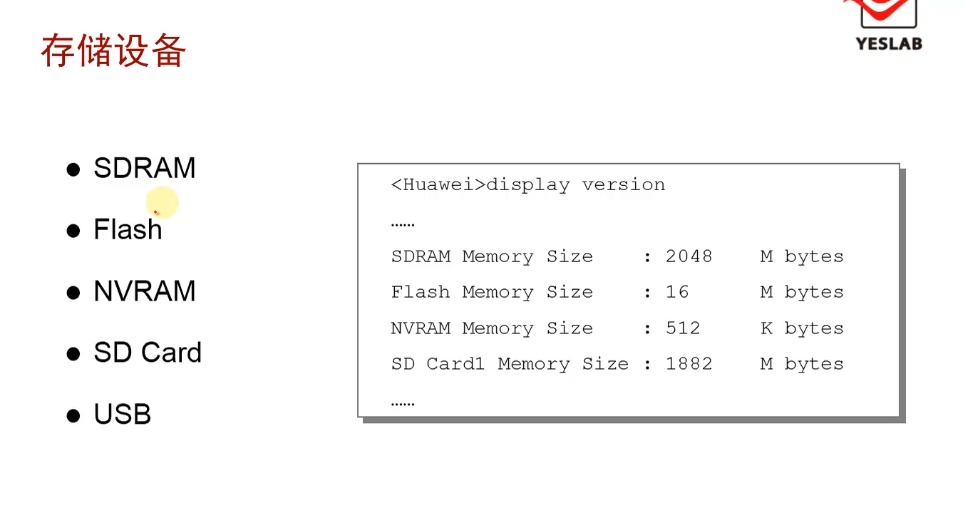 存储设备
YESLAB
● SDRAM
● Flash
● NVRAM
● SD Card
● USB
<Huawei>display version
……
SDRAM Memory Size : 2048 M bytes
Flash Memory Size : 16 M bytes
NVRAM Memory Size : 512 K bytes
SD Card1 Memory Size : 1882 M bytes
……